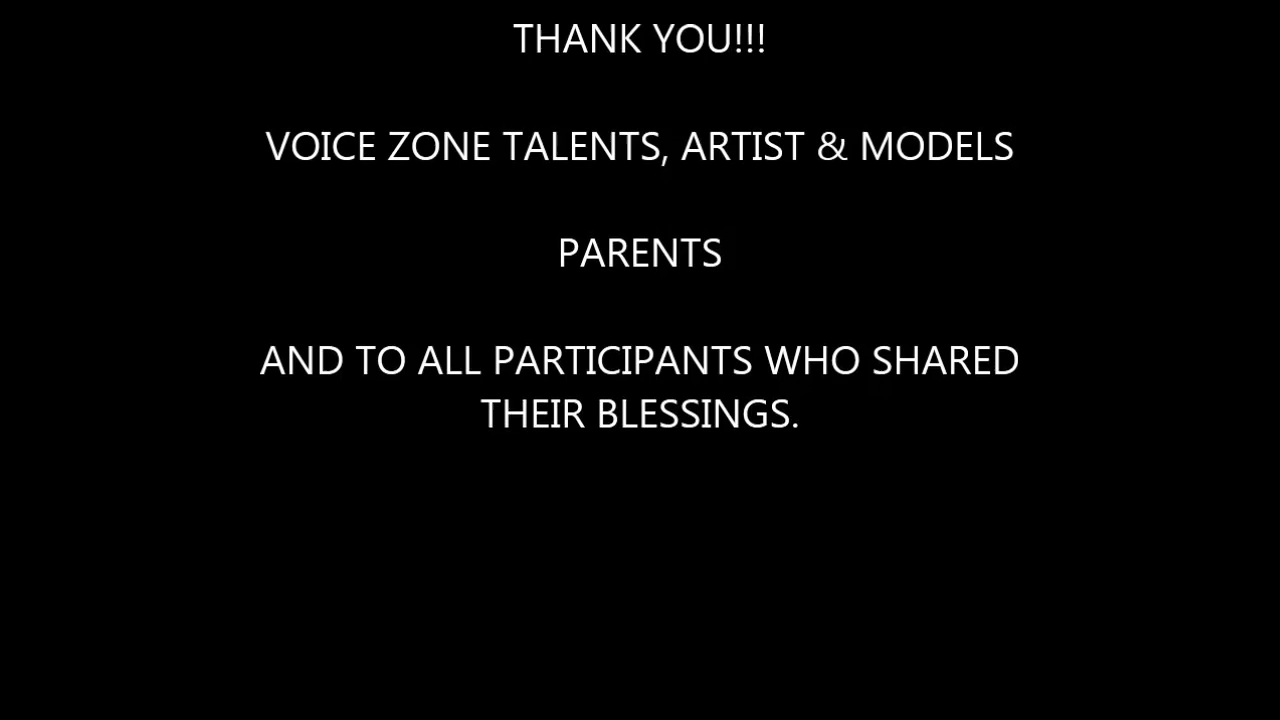 THANK YOU!!!
VOICE ZONE TALENTS, ARTIST & MODELS
PARENTS
AND TO ALL PARTICIPANTS WHO SHARED
THEIR BLESSINGS.